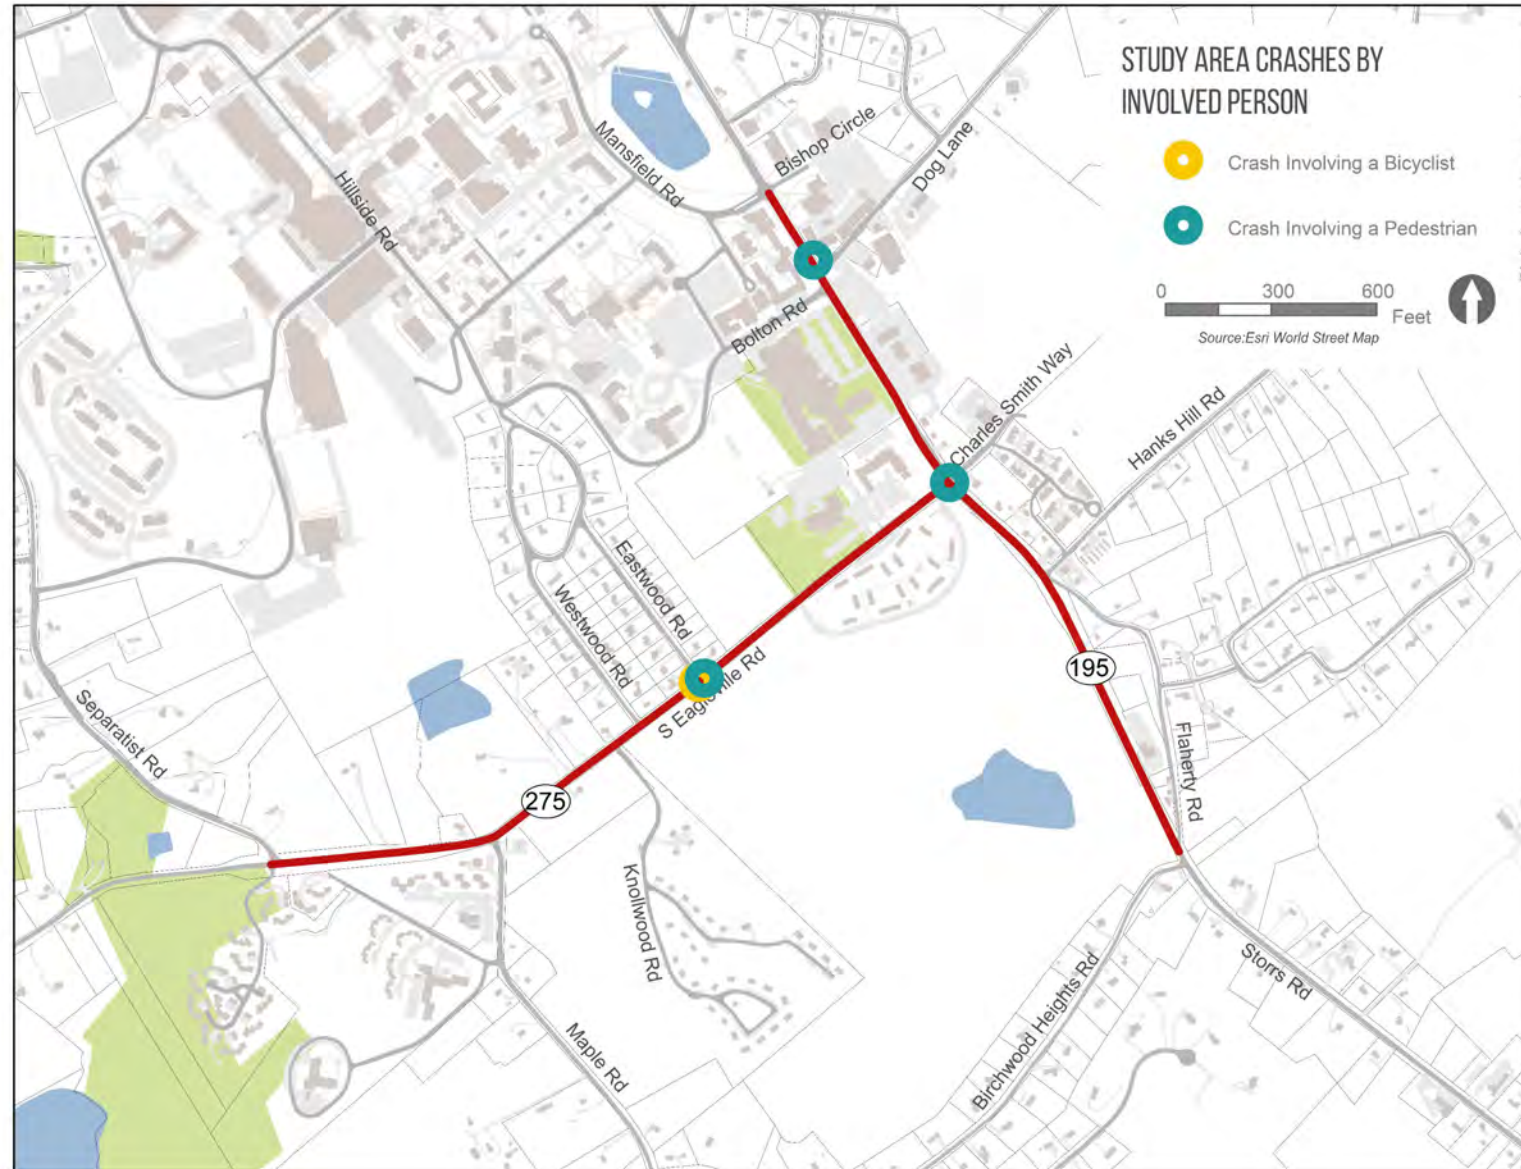 STUDY AREA CRASHES BY
INVOLVED PERSON
Crash Involving a Bicyclist
Crash Involving a Pedestrian
0 300 600
Feet
Source:Esri World Street Map
Mansfield Rd
Bishop Circle
Dog Lane
Hillside Rd
Bolton Rd
Charles Smith Way
Hanks Hill Rd
Eastwood Rd
Westwood Rd
S Eagleville Rd
195
Separatist Rd
Flaherty Rd
275
Knollwood Rd
Storrs Rd
Birchwood Heights Rd
Maple Rd